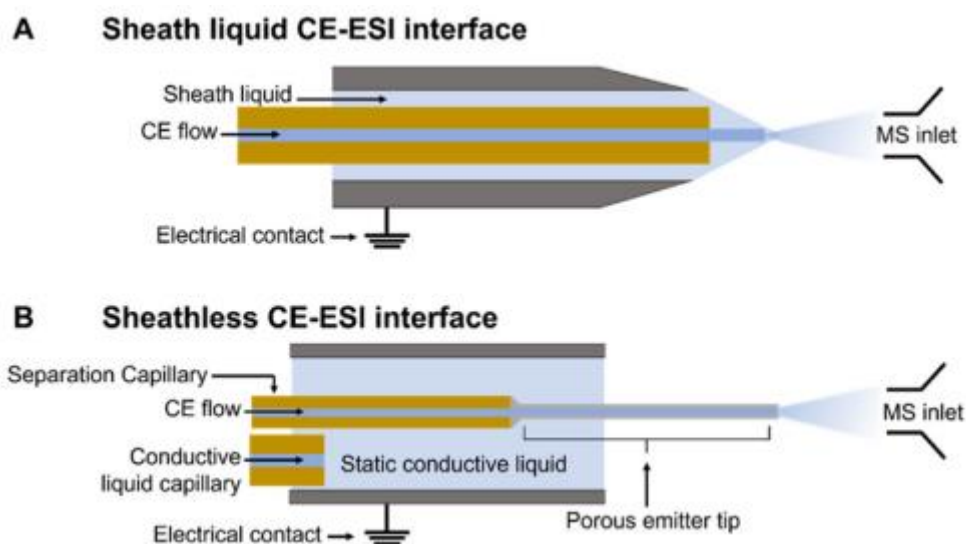 A Sheath liquid CE-ESI interface
Sheath liquid
CE flow
MS inlet
Electrical contact
B Sheathless CE-ESI interface
Separation Capillary
CE flow
MS inlet
Conductive
liquid capillary
Static conductive liquid
Porous emitter tip
Electrical contact